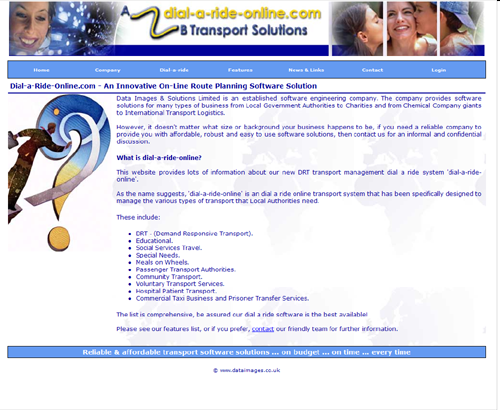 A Z dial-a-ride-online.com
B Transport Solutions
Home Company Dial-a-ride Features News & Links Contact Login
Dial-a-Ride-Online.com - An Innovative On-Line Route Planning Software Solution
Data Images & Solutions Limited is an established software engineering company. The company provides software
solutions for many types of business from Local Government Authorities to Charities and from Chemical Company giants
to International Transport Logistics.
However, it doesn't matter what size or background your business happens to be, if you need a reliable company to
provide you with affordable, robust and easy to use software solutions, then contact us for an informal and confidential
discussion.
What is dial-a-ride-online?
This website provides lots of information about our new DRT transport management dial a ride system 'dial-a-ride-
online'.
As the name suggests, 'dial-a-ride-online' is an dial a ride online transport system that has been specifically designed to
manage the various types of transport that Local Authorities need.
These include:
• DRT - (Demand Responsive Transport).
• Educational.
• Social Services Travel.
• Special Needs.
• Meals on Wheels.
• Passenger Transport Authorities.
• Community Transport.
• Voluntary Transport Services.
• Hospital Patient Transport.
• Commercial Taxi Business and Prisoner Transfer Services.
The list is comprehensive, be assured our dial a ride software is the best available!
Please see our features list, or if you prefer, contact our friendly team for further information.
Reliable & affordable transport software solutions ... on budget ... on time ... every time
© www.dataimages.co.uk